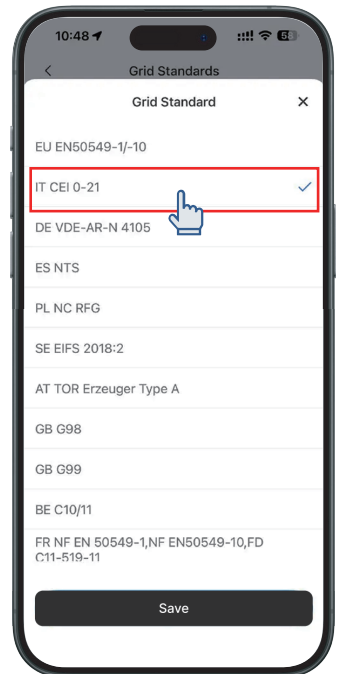 10:48
Grid Standards
Grid Standard
EU EN50549-1/-10
IT CEI 0-21
DE VDE-AR-N 4105
ES NTS
PL NC RFG
SE EIFS 2018:2
AT TOR Erzeuger Type A
GB G98
GB G99
BE C10/11
FR NF EN 50549-1,NF EN50549-10,FD
C11-519-11
Save